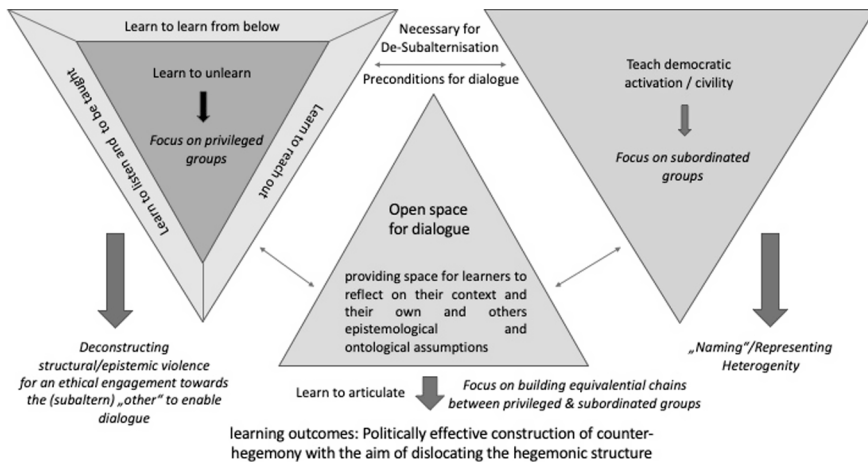 Learn to learn from below
Learn to unlearn
Focus on privileged
groups
Learn to listen and to be taught
Learn to reach out
Necessary for
De-Subalternisation
Preconditions for dialogue
Teach democratic
activation / civility
Focus on subordinated
groups
Open space
for dialogue
providing space for learners to
reflect on their context and
their own and others
epistemological and
ontological assumptions
Deconstructing
structural/epistemic violence
for an ethical engagement towards
the (subaltern) „other“ to enable
dialogue
„Naming“/Representing
Heterogenity
Learn to articulate
Focus on building equivalential chains
between privileged & subordinated groups
learning outcomes: Politically effective construction of counter-
hegemony with the aim of dislocating the hegemonic structure